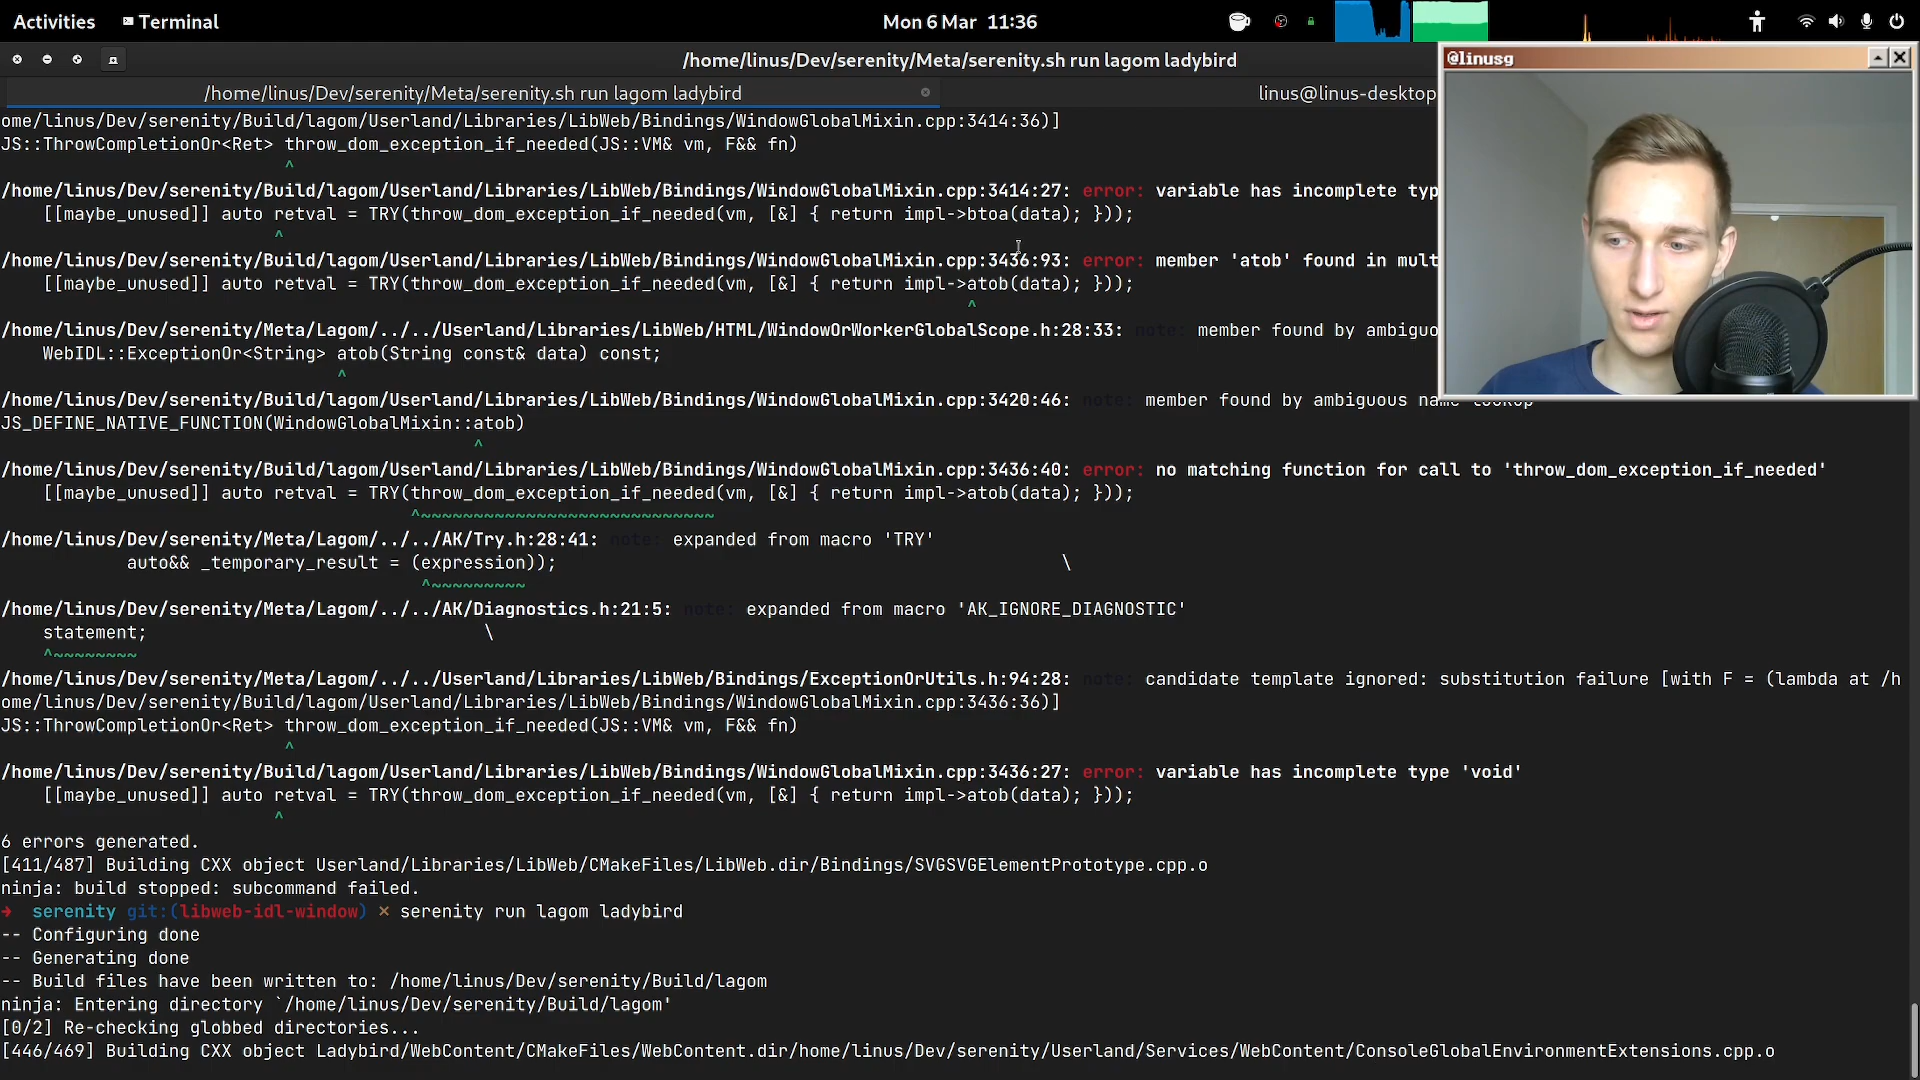 Activities
Terminal
Mon 6 Mar 11:36
/home/linus/Dev/serenity/Meta/serenity.sh run lagom ladybird
@linusg
/home/linus/Dev/serenity/Meta/serenity.sh run lagom ladybird
linus@linus-desktop
ome/linus/Dev/serenity/Build/lagom/Userland/Libraries/LibWeb/Bindings/WindowGlobalMixin.cpp:3414:36)]
JS::ThrowCompletionOr<Ret> throw_dom_exception_if_needed(JS::VM& vm, F&& fn)
^
/home/linus/Dev/serenity/Build/lagom/Userland/Libraries/LibWeb/Bindings/WindowGlobalMixin.cpp:3414:27: error: variable has incomplete typ
[[maybe_unused]] auto retval = TRY(throw_dom_exception_if_needed(vm, [&] { return impl->btoa(data); }));
^
/home/linus/Dev/serenity/Build/lagom/Userland/Libraries/LibWeb/Bindings/WindowGlobalMixin.cpp:3436:93: error: member 'atob' found in mult
[[maybe_unused]] auto retval = TRY(throw_dom_exception_if_needed(vm, [&] { return impl->atob(data); }));
^
/home/linus/Dev/serenity/Meta/Lagom/../../Userland/Libraries/LibWeb/HTML/WindowOrWorkerGlobalScope.h:28:33: note: member found by ambiguo
WebIDL::ExceptionOr<String> atob(String const& data) const;
^
/home/linus/Dev/serenity/Build/lagom/Userland/Libraries/LibWeb/Bindings/WindowGlobalMixin.cpp:3420:46: note: member found by ambiguous name lookup
JS_DEFINE_NATIVE_FUNCTION(WindowGlobalMixin::atob)
^
/home/linus/Dev/serenity/Build/lagom/Userland/Libraries/LibWeb/Bindings/WindowGlobalMixin.cpp:3436:40: error: no matching function for call to 'throw_dom_exception_if_needed'
[[maybe_unused]] auto retval = TRY(throw_dom_exception_if_needed(vm, [&] { return impl->atob(data); }));
^~~~~~~~~~~~~~~~~~~~~~~~~~~~~
/home/linus/Dev/serenity/Meta/Lagom/../../AK/Try.h:28:41: note: expanded from macro 'TRY'
auto&& _temporary_result = (expression)); \
^~~~~~~~~~
/home/linus/Dev/serenity/Meta/Lagom/../../AK/Diagnostics.h:21:5: note: expanded from macro 'AK_IGNORE_DIAGNOSTIC'
statement; \
^~~~~~~~~
/home/linus/Dev/serenity/Meta/Lagom/../../Userland/Libraries/LibWeb/Bindings/ExceptionOrUtils.h:94:28: note: candidate template ignored: substitution failure [with F = (lambda at /h
ome/linus/Dev/serenity/Build/lagom/Userland/Libraries/LibWeb/Bindings/WindowGlobalMixin.cpp:3436:36)]
JS::ThrowCompletionOr<Ret> throw_dom_exception_if_needed(JS::VM& vm, F&& fn)
^
/home/linus/Dev/serenity/Build/lagom/Userland/Libraries/LibWeb/Bindings/WindowGlobalMixin.cpp:3436:27: error: variable has incomplete type 'void'
[[maybe_unused]] auto retval = TRY(throw_dom_exception_if_needed(vm, [&] { return impl->atob(data); }));
^
6 errors generated.
[411/487] Building CXX object Userland/Libraries/LibWeb/CMakeFiles/LibWeb.dir/Bindings/SVGSVGElementPrototype.cpp.o
ninja: build stopped: subcommand failed.
➜ serenity git:(libweb-idl-window) ✗ serenity run lagom ladybird
-- Configuring done
-- Generating done
-- Build files have been written to: /home/linus/Dev/serenity/Build/lagom
ninja: Entering directory `/home/linus/Dev/serenity/Build/lagom'
[0/2] Re-checking globbed directories...
[446/469] Building CXX object Ladybird/WebContent/CMakeFiles/WebContent.dir/home/linus/Dev/serenity/Userland/Services/WebContent/ConsoleGlobalEnvironmentExtensions.cpp.o